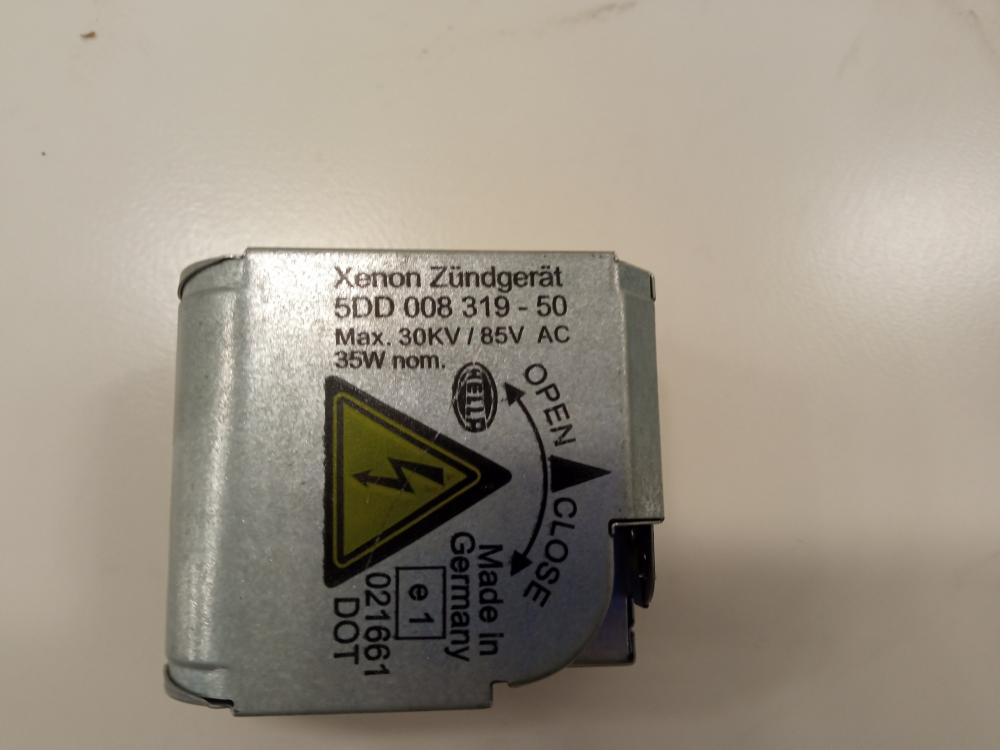 Xenon Zündgerät
5DD 008 319 - 50
Max. 30KV / 85V AC
35W nom.
HELLA
OPEN
CLOSE
Made in
Germany
e 1
021661
DOT